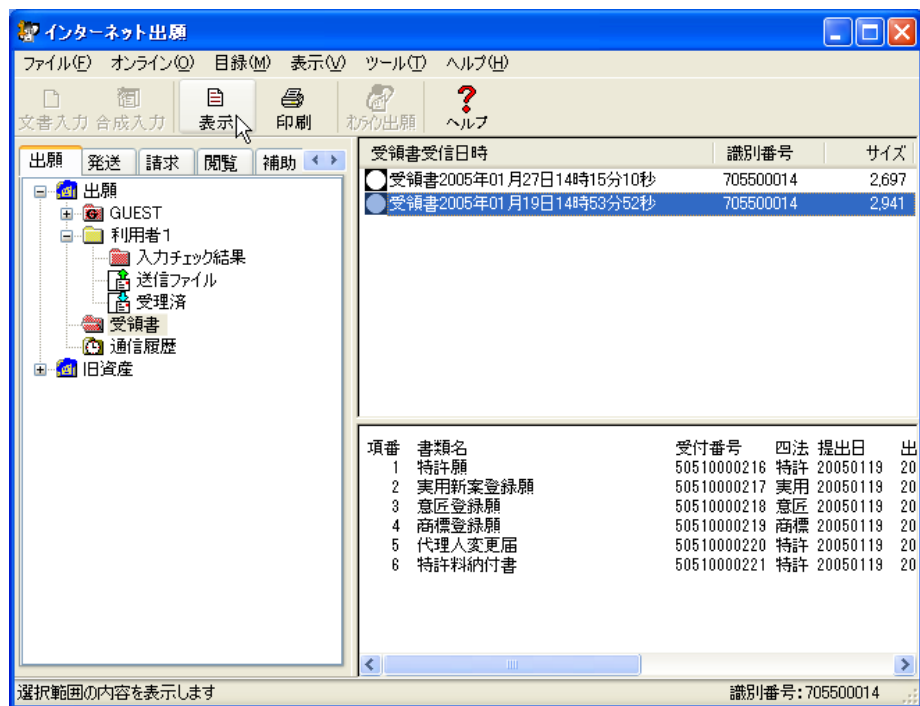 インターネット出願
ファイル(F) オンライン(O) 目録(M) 表示(V) ツール(T) ヘルプ(H)
文書入力 合成入力 表示 印刷 オンライン出願 ヘルプ
出願 発送 請求 閲覧 補助
出願
GUEST
利用者1
入力チェック結果
送信ファイル
受理済
受領書
通信履歴
旧資産
受領書受信日時 識別番号 サイズ
受領書2005年01月27日14時15分10秒 705500014 2,697
受領書2005年01月19日14時53分52秒 705500014 2,941
項番 書類名 受付番号 四法 提出日 出
1 特許願 50510000216 特許 20050119 20
2 実用新案登録願 50510000217 実用 20050119 20
3 意匠登録願 50510000218 意匠 20050119 20
4 商標登録願 50510000219 商標 20050119 20
5 代理人変更届 50510000220 特許 20050119 20
6 特許料納付書 50510000221 特許 20050119 20
選択範囲の内容を表示します 識別番号:705500014